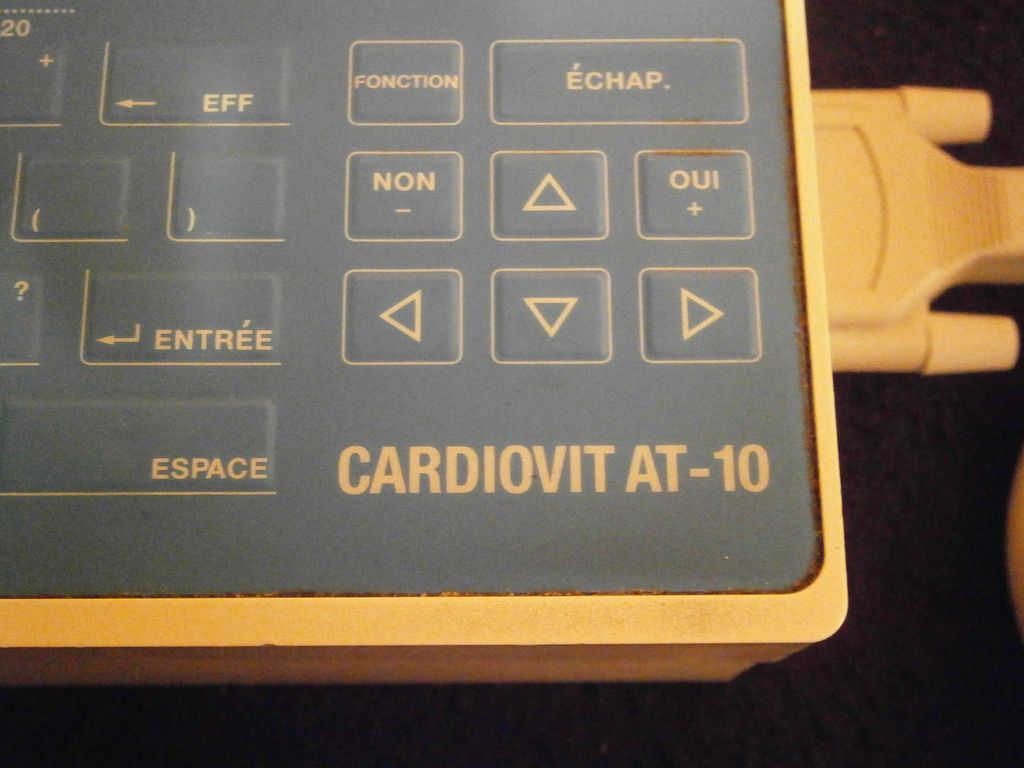 20
+
← EFF
FONCTION
ÉCHAP.
(
)
NON
–
△
OUI
+
?
↵ ENTRÉE
◁
▽
▷
ESPACE
CARDIOVIT AT-10